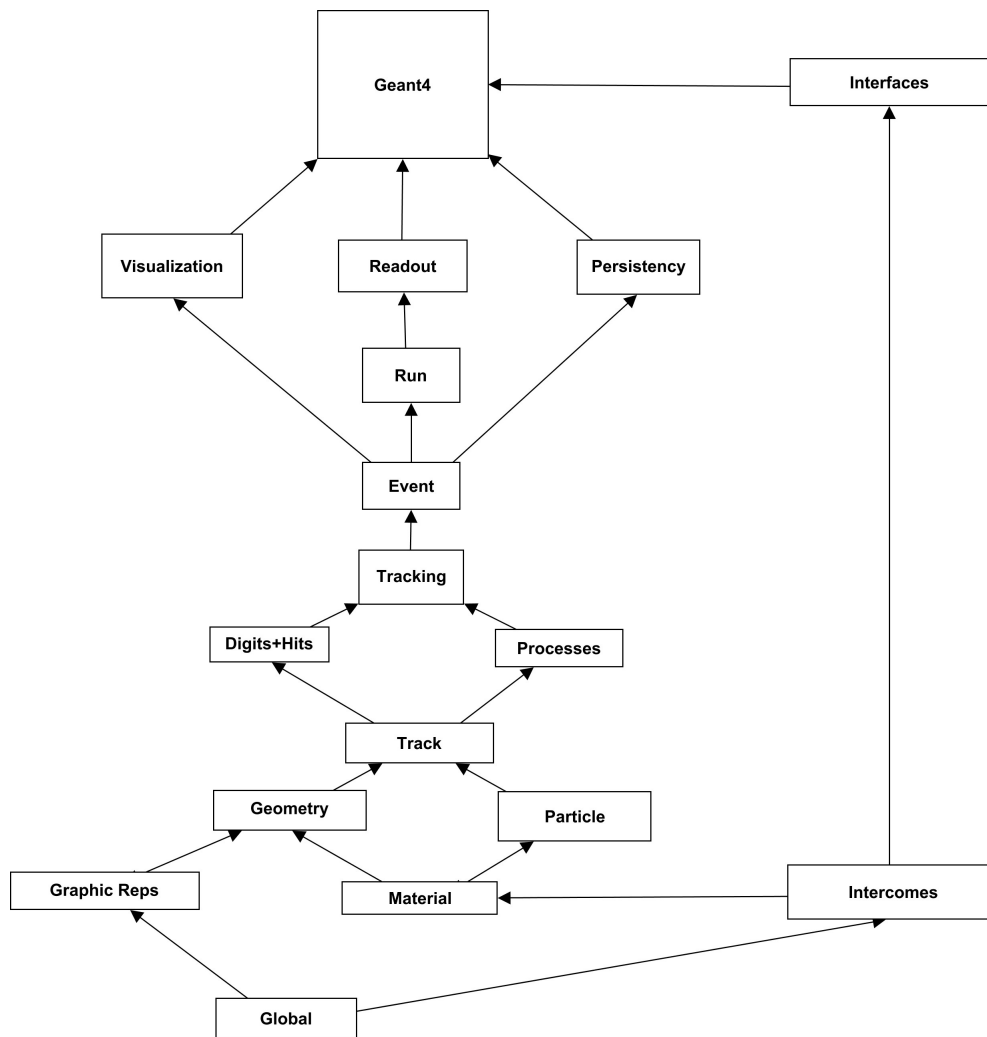 Geant4
Interfaces
Visualization
Readout
Persistency
Run
Event
Tracking
Digits+Hits
Processes
Track
Geometry
Particle
Graphic Reps
Material
Intercomes
Global